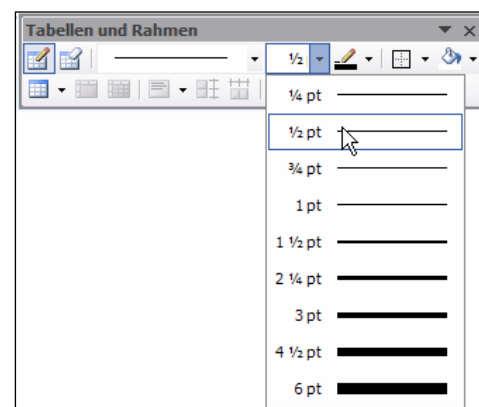 Tabellen und Rahmen
½
¼ pt
½ pt
¾ pt
1 pt
1 ½ pt
2 ¼ pt
3 pt
4 ½ pt
6 pt